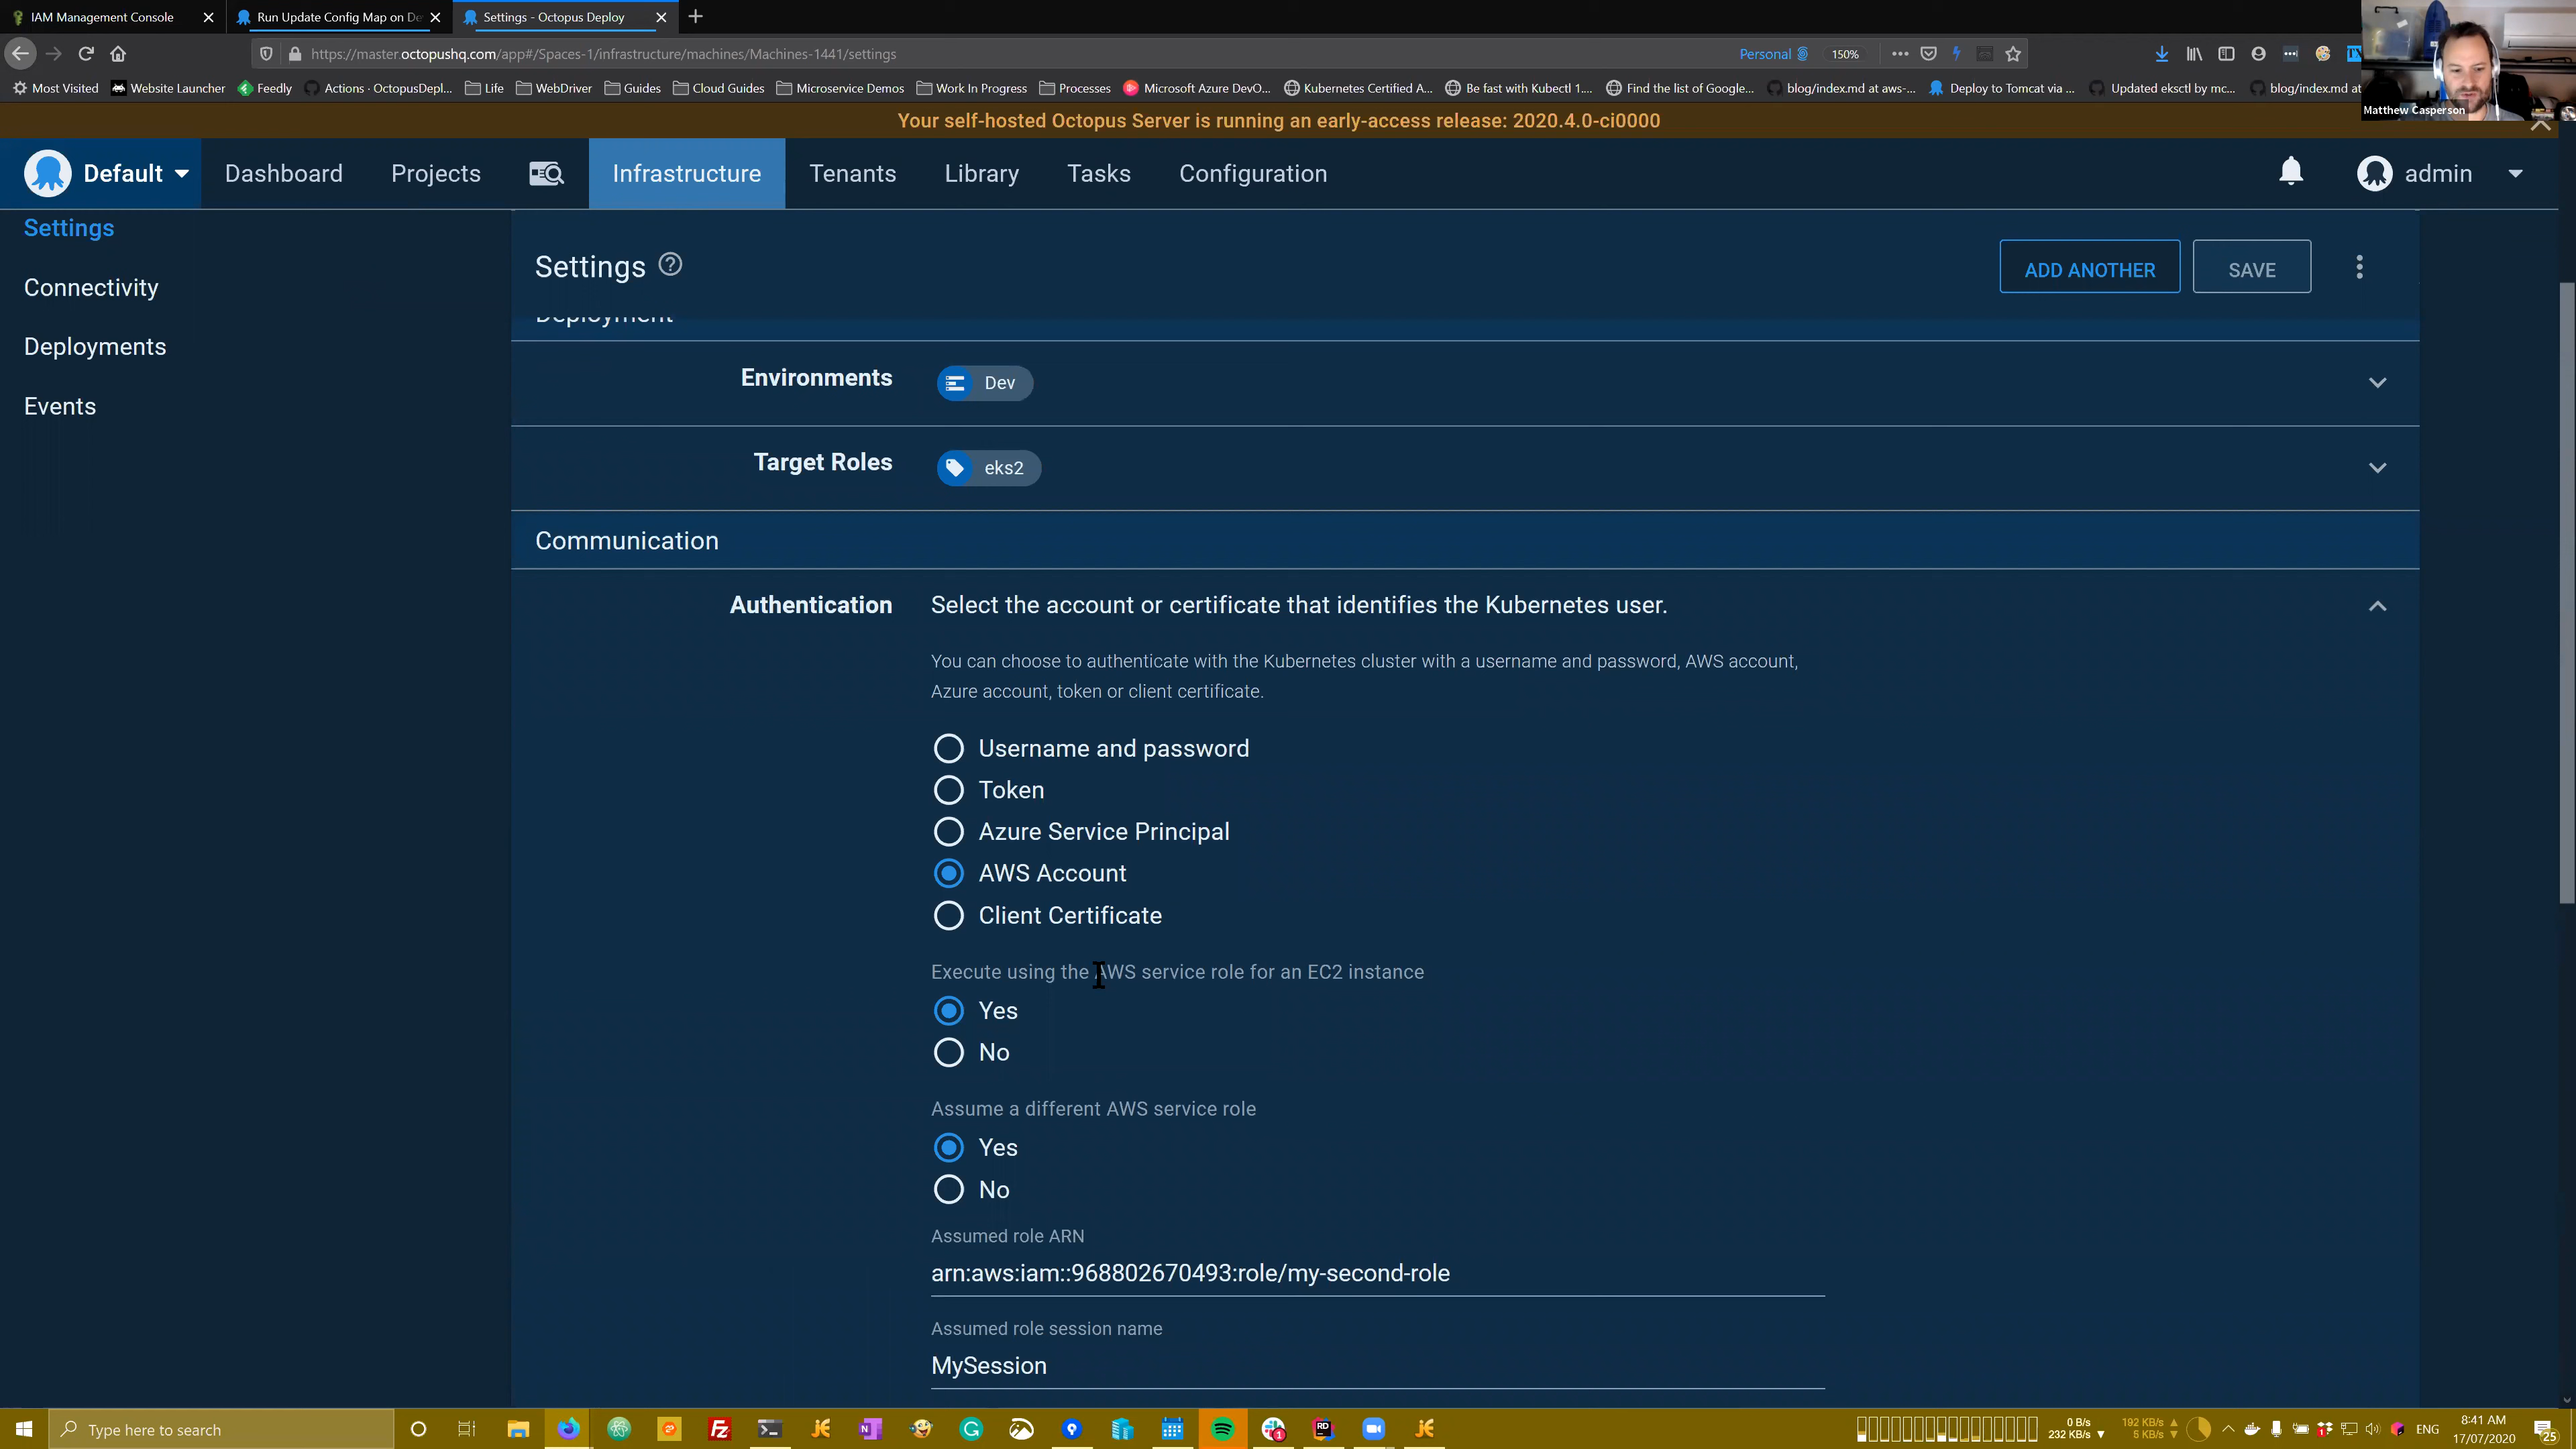 IAM Management Console
Run Update Config Map on De
Settings - Octopus Deploy
https://master.octopushq.com/app#/Spaces-1/infrastructure/machines/Machines-1441/settings
Personal
150%
Most Visited
Website Launcher
Feedly
Actions · OctopusDepl...
Life
WebDriver
Guides
Cloud Guides
Microservice Demos
Work In Progress
Processes
Microsoft Azure DevO...
Kubernetes Certified A...
Be fast with Kubectl 1....
Find the list of Google...
blog/index.md at aws-...
Deploy to Tomcat via ...
Updated eksctl by mc...
blog/index.md at
Matthew Casperson
Your self-hosted Octopus Server is running an early-access release: 2020.4.0-ci0000
Default
Dashboard
Projects
Infrastructure
Tenants
Library
Tasks
Configuration
admin
Settings
Connectivity
Deployments
Events
Settings
ADD ANOTHER
SAVE
Deployment
Environments
Dev
Target Roles
eks2
Communication
Authentication
Select the account or certificate that identifies the Kubernetes user.
You can choose to authenticate with the Kubernetes cluster with a username and password, AWS account,
Azure account, token or client certificate.
Username and password
Token
Azure Service Principal
AWS Account
Client Certificate
Execute using the AWS service role for an EC2 instance
Yes
No
Assume a different AWS service role
Yes
No
Assumed role ARN
arn:aws:iam::968802670493:role/my-second-role
Assumed role session name
MySession
Type here to search
0 B/s
232 KB/s
192 KB/s
5 KB/s
ENG
8:41 AM
17/07/2020
25